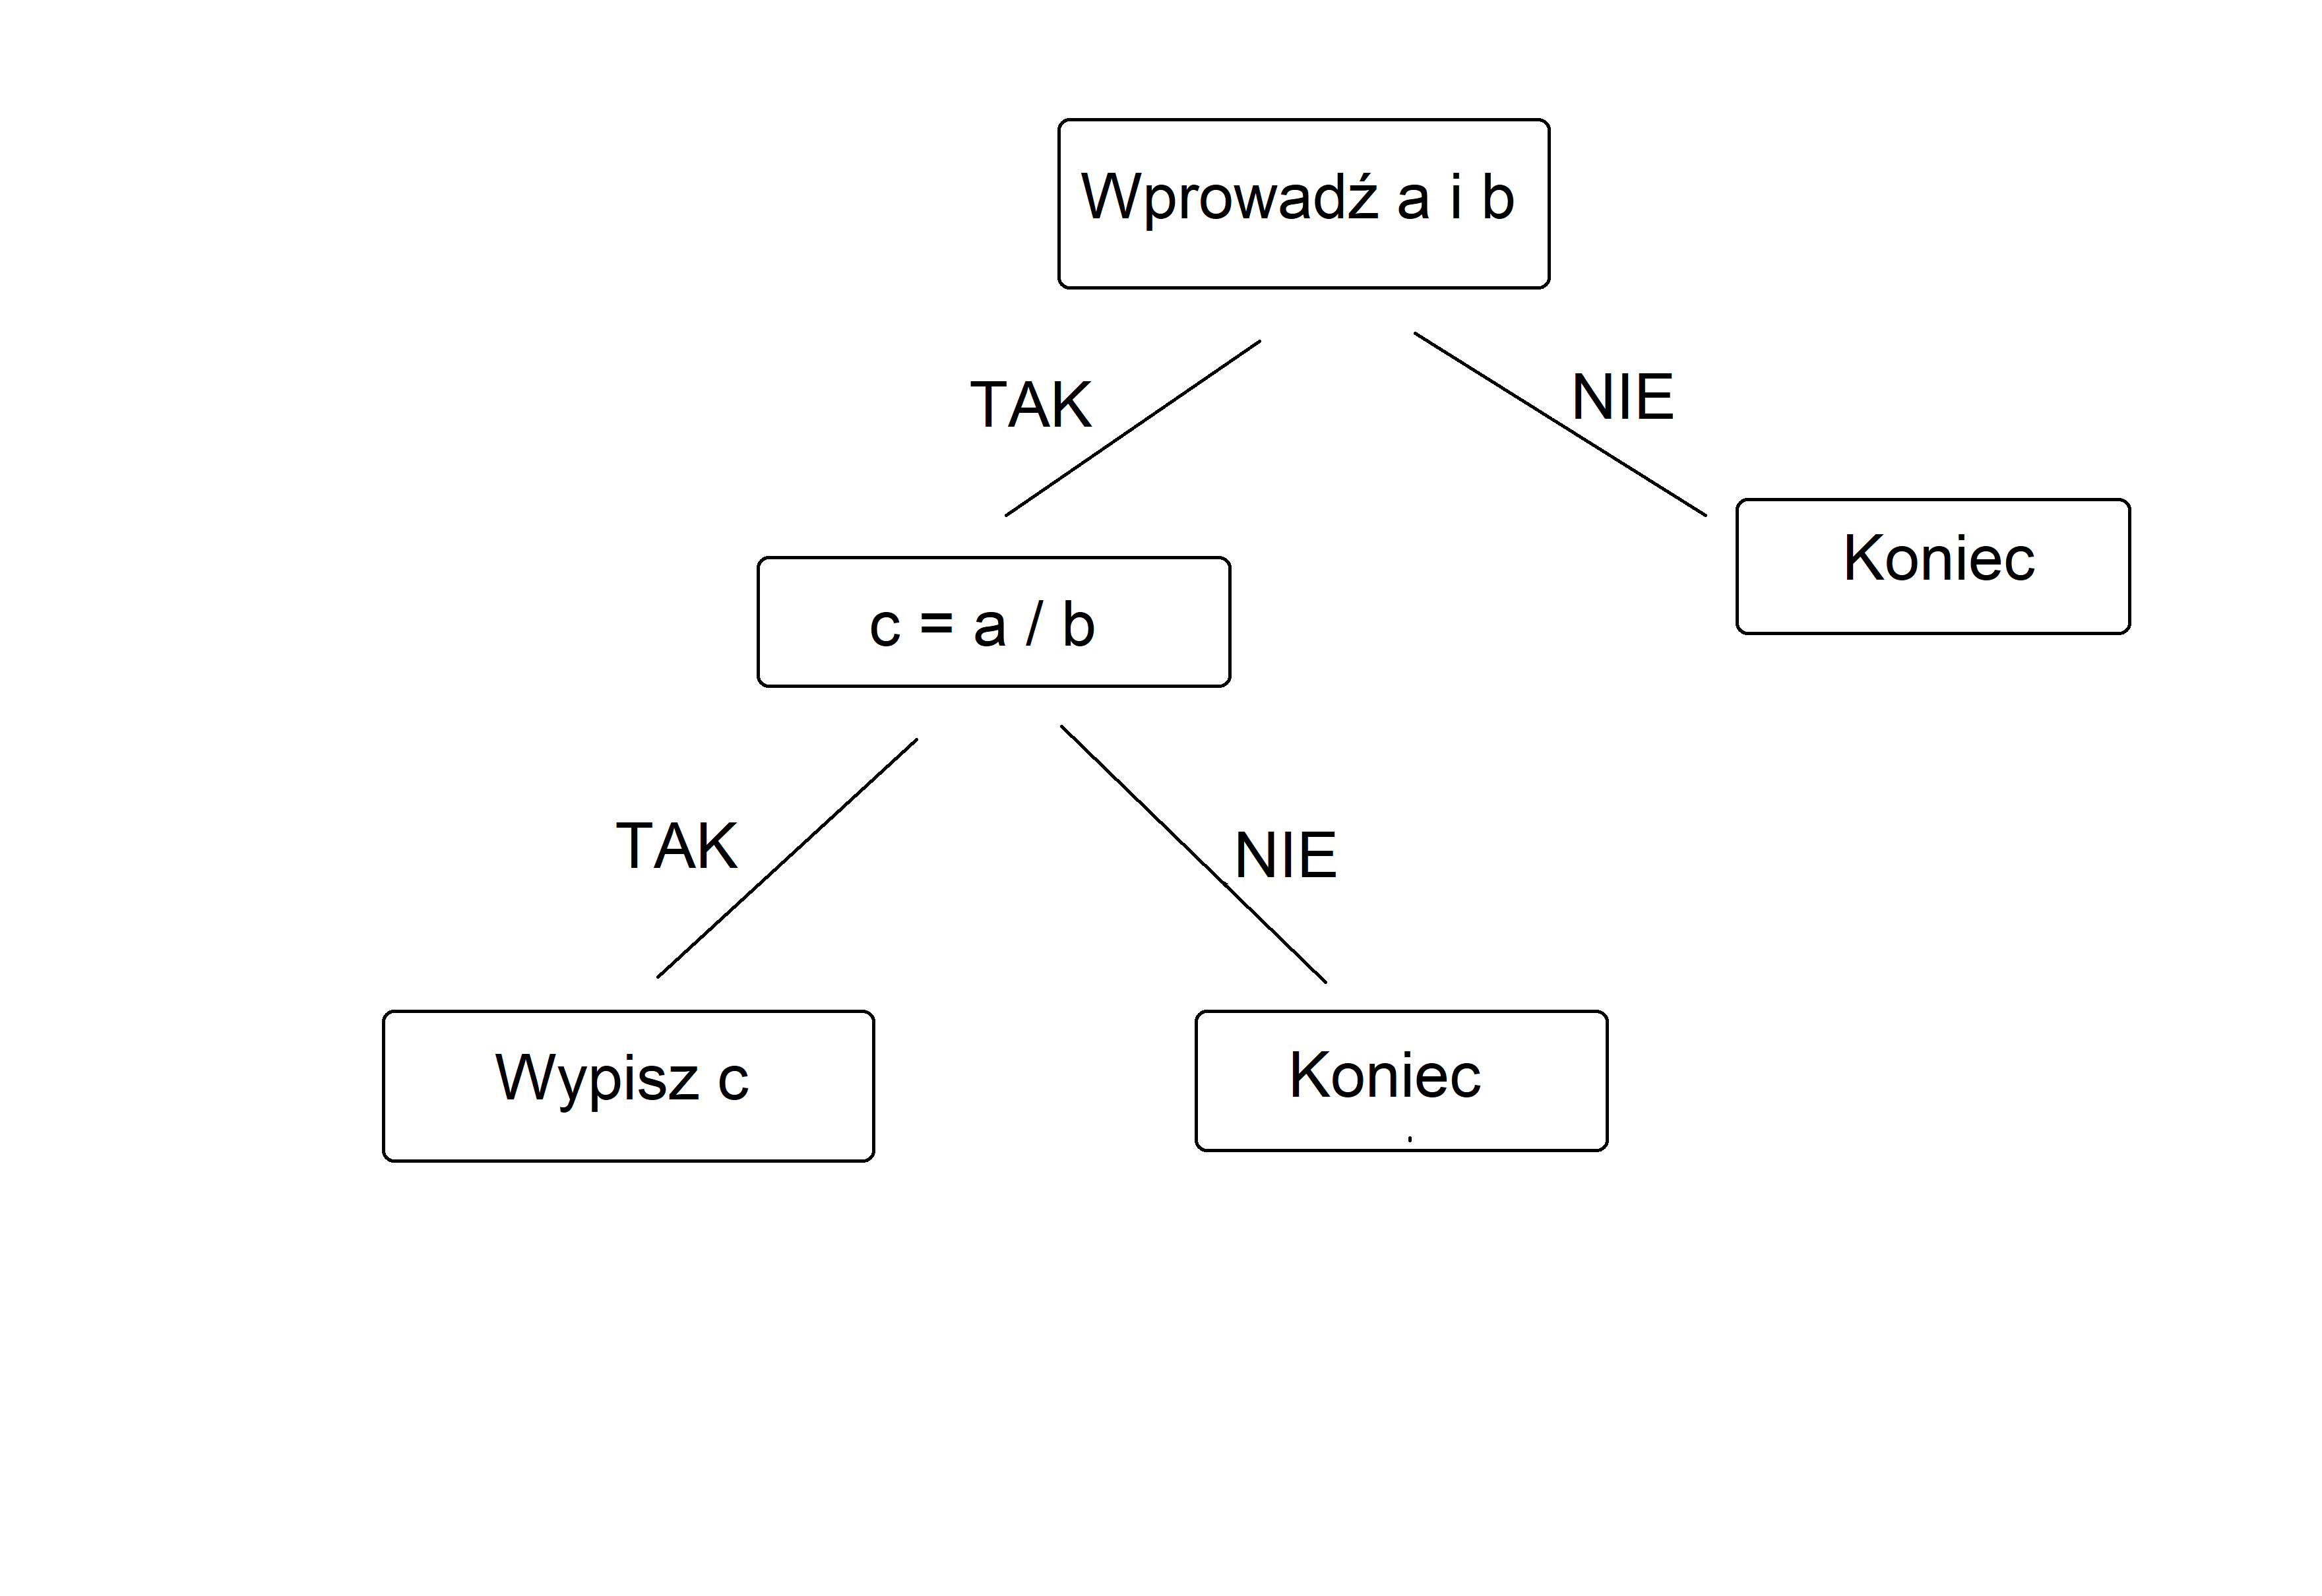 Wprowadź a i b
TAK
NIE
Koniec
c = a / b
TAK
NIE
Wypisz c
Koniec